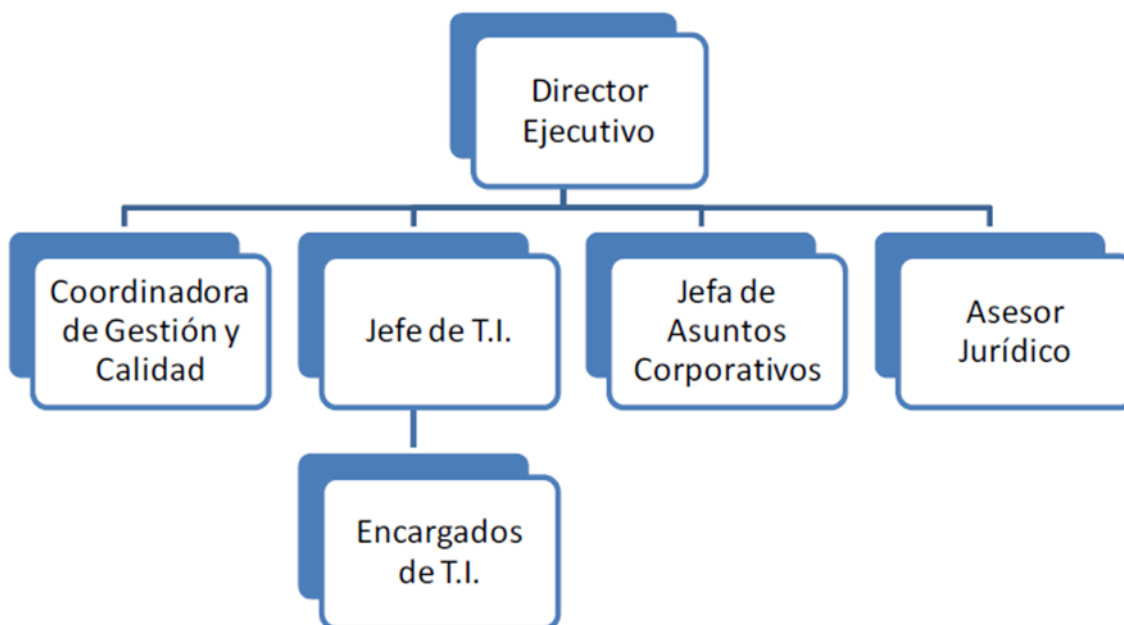 Director
Ejecutivo
Coordinadora
de Gestión y
Calidad
Jefe de T.I.
Jefa de
Asuntos
Corporativos
Asesor
Jurídico
Encargados
de T.I.